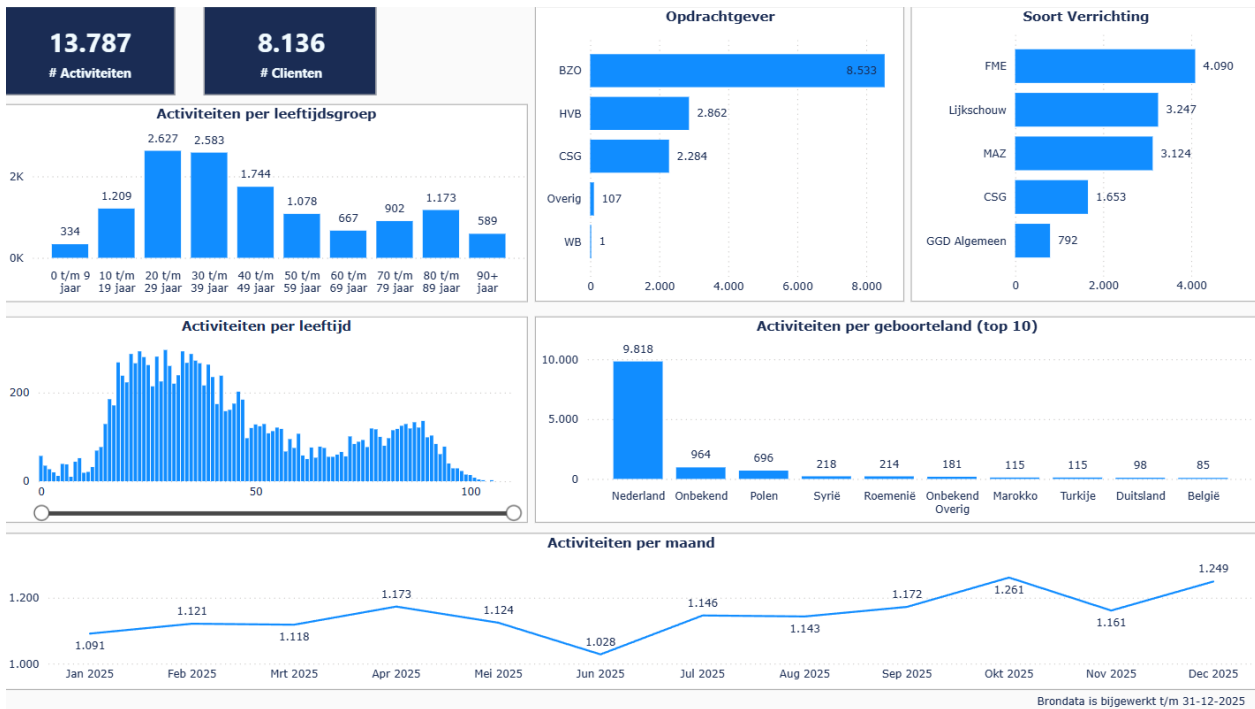 13.787
# Activiteiten
8.136
# Clienten
Activiteiten per leeftijdsgroep
2K
0K
334
1.209
2.627
2.583
1.744
1.078
667
902
1.173
589
0 t/m 9 jaar
10 t/m 19 jaar
20 t/m 29 jaar
30 t/m 39 jaar
40 t/m 49 jaar
50 t/m 59 jaar
60 t/m 69 jaar
70 t/m 79 jaar
80 t/m 89 jaar
90+ jaar
Opdrachtgever
BZO 8.533
HVB 2.862
CSG 2.284
Overig 107
WB 1
0 2.000 4.000 6.000 8.000
Soort Verrichting
FME 4.090
Lijkschouw 3.247
MAZ 3.124
CSG 1.653
GGD Algemeen 792
0 2.000 4.000
Activiteiten per leeftijd
200
0
0 50 100
Activiteiten per geboorteland (top 10)
10.000
5.000
0
9.818
964
696
218
214
181
115
115
98
85
Nederland
Onbekend
Polen
Syrië
Roemenië
Onbekend Overig
Marokko
Turkije
Duitsland
België
Activiteiten per maand
1.200
1.000
1.091
1.121
1.118
1.173
1.124
1.028
1.146
1.143
1.172
1.261
1.161
1.249
Jan 2025
Feb 2025
Mrt 2025
Apr 2025
Mei 2025
Jun 2025
Jul 2025
Aug 2025
Sep 2025
Okt 2025
Nov 2025
Dec 2025
Brondata is bijgewerkt t/m 31-12-2025